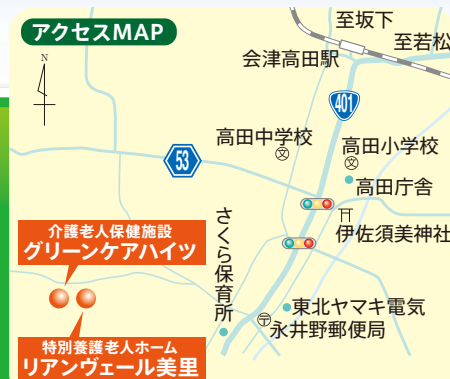 アクセスMAP
至坂下
至若松
会津高田駅
N
401
高田中学校
文
53
高田小学校
文
高田庁舎
伊佐須美神社
介護老人保健施設
グリーンケアハイツ
さくら保育所
東北ヤマキ電気
〒
永井野郵便局
特別養護老人ホーム
リアンヴェール美里